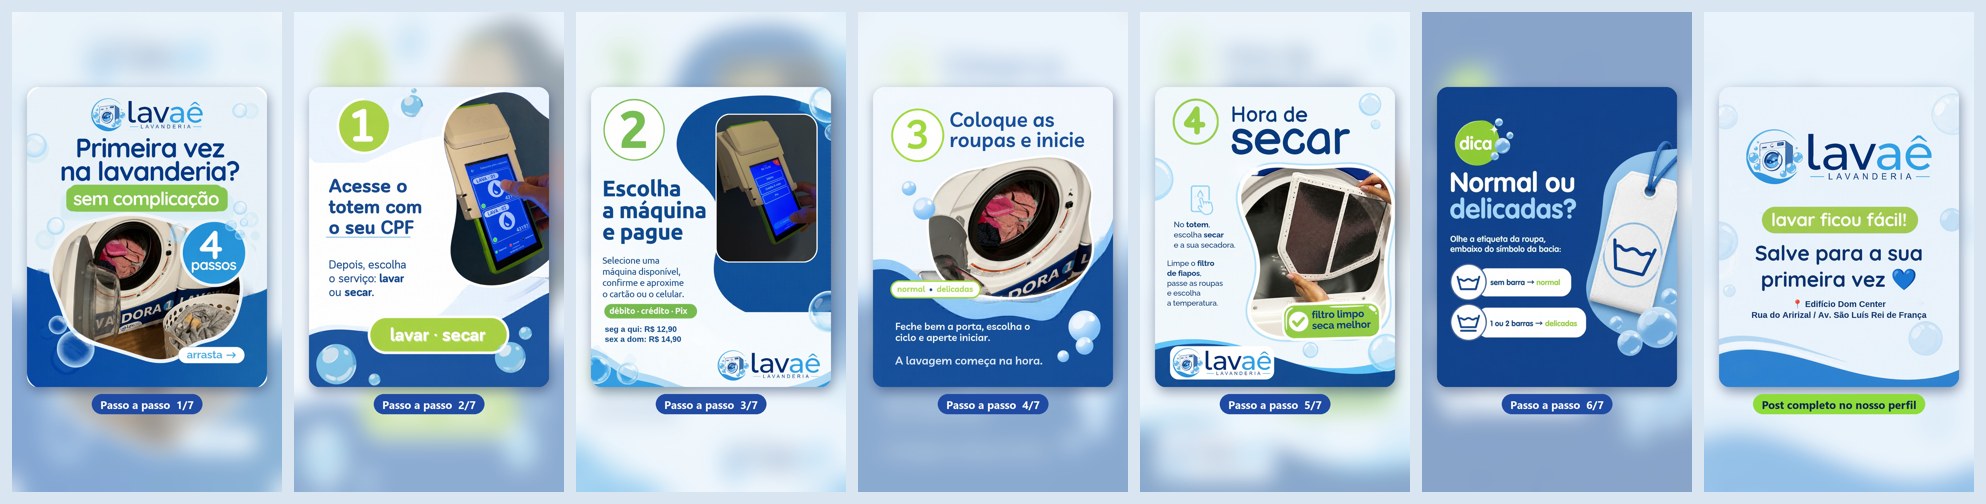 lavaê
LAVANDERIA
Primeira vez
na lavanderia?
sem complicação
4
passos
DORA
arrasta →
Passo a passo 1/7
1
Acesse o
totem com
o seu CPF
Depois, escolha
o serviço: lavar
ou secar.
lavar · secar
Passo a passo 2/7
2
Escolha
a máquina
e pague
Selecione uma
máquina disponível,
confirme e aproxime
o cartão ou o celular.
débito · crédito · Pix
seg a qui: R$ 12,90
sex a dom: R$ 14,90
lavaê
LAVANDERIA
Passo a passo 3/7
3
Coloque as
roupas e inicie
DORA 1
normal • delicadas
Feche bem a porta, escolha o
ciclo e aperte iniciar.
A lavagem começa na hora.
Passo a passo 4/7
4
Hora de
secar
No totem,
escolha secar
e a sua secadora.
Limpe o filtro
de fiapos,
passe as roupas
e escolha
a temperatura.
filtro limpo
seca melhor
lavaê
LAVANDERIA
Passo a passo 5/7
dica
Normal ou
delicadas?
Olhe a etiqueta da roupa,
embaixo do símbolo da bacia:
sem barra → normal
1 ou 2 barras → delicadas
Passo a passo 6/7
lavaê
LAVANDERIA
lavar ficou fácil!
Salve para a sua
primeira vez 💙
📍 Edifício Dom Center
Rua do Aririzal / Av. São Luís Rei de França
Post completo no nosso perfil